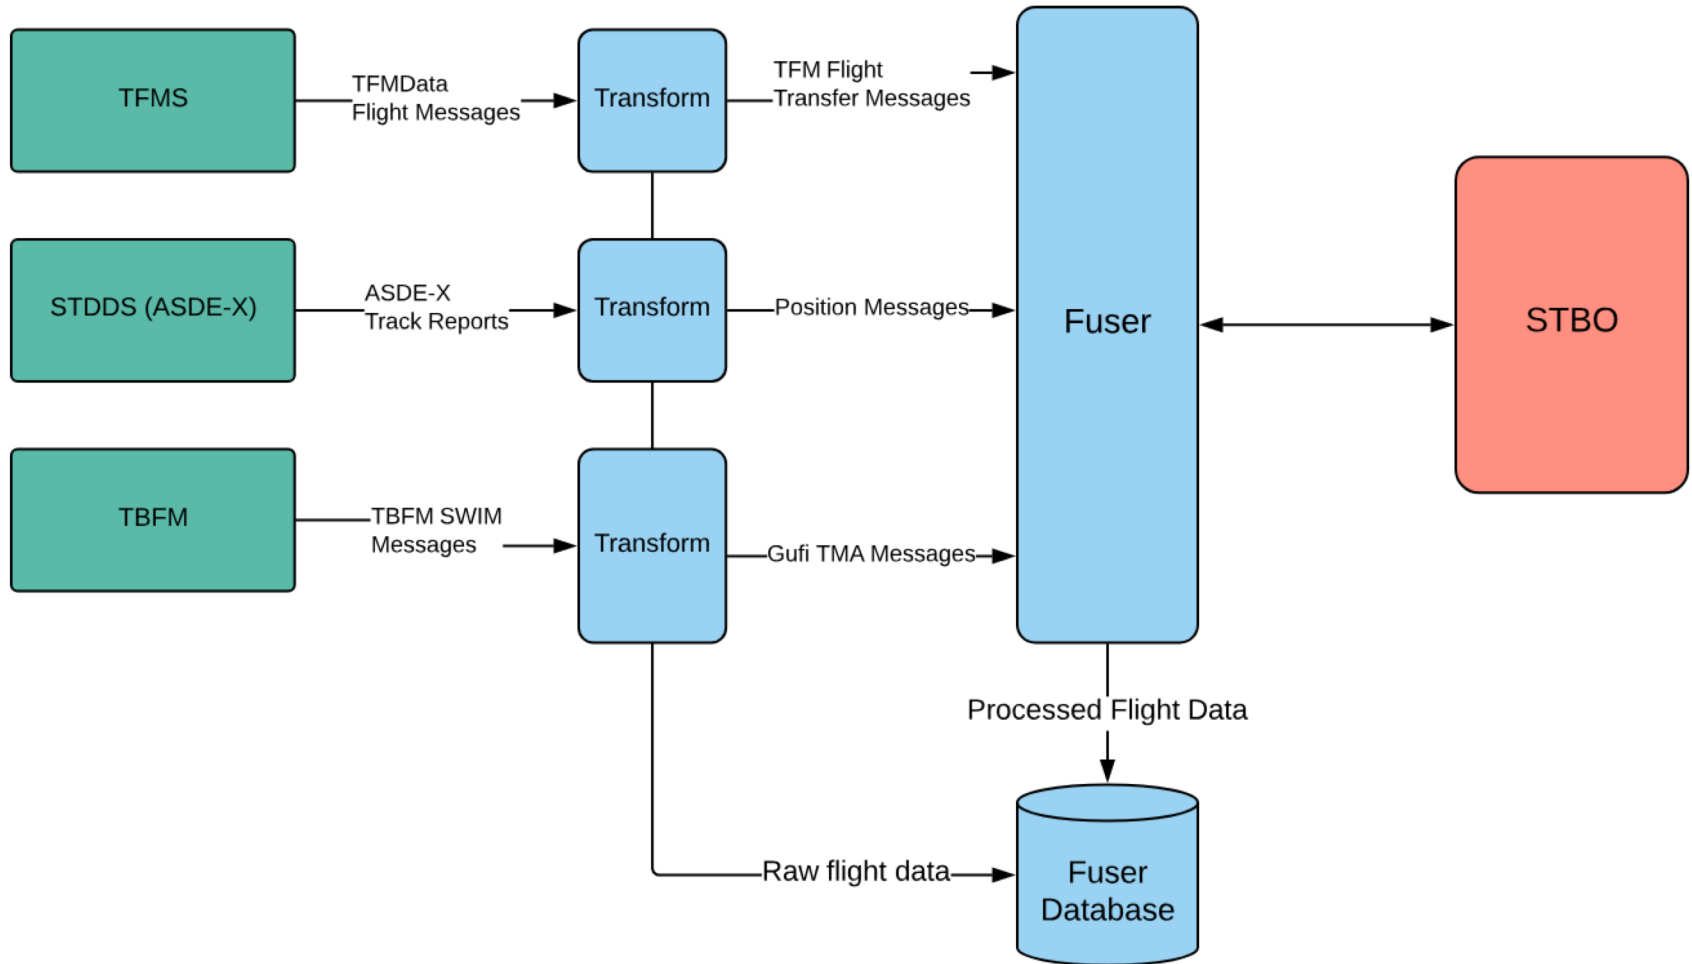 TFMS
TFMData
Flight Messages
Transform
TFM Flight
Transfer Messages
STDDS (ASDE-X)
ASDE-X
Track Reports
Transform
Position Messages
Fuser
STBO
TBFM
TBFM SWIM
Messages
Transform
Gufi TMA Messages
Processed Flight Data
Raw flight data
Fuser
Database